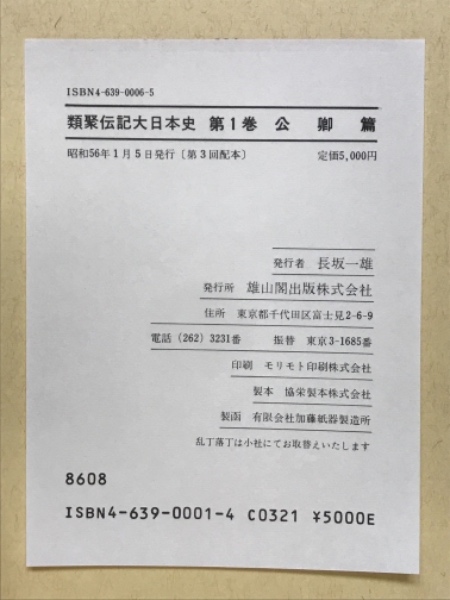 ISBN4-639-0006-5
類聚伝記大日本史 第1巻 公卿篇
昭和56年1月5日発行〔第3回配本〕 定価5,000円
発行者 長坂一雄
発行所 雄山閣出版株式会社
住所 東京都千代田区富士見2-6-9
電話(262)3231番 振替 東京3-1685番
印刷 モリモト印刷株式会社
製本 協栄製本株式会社
製函 有限会社加藤紙器製造所
乱丁落丁は小社にてお取替えいたします
8608
ISBN4-639-0001-4 C0321 ¥5000E